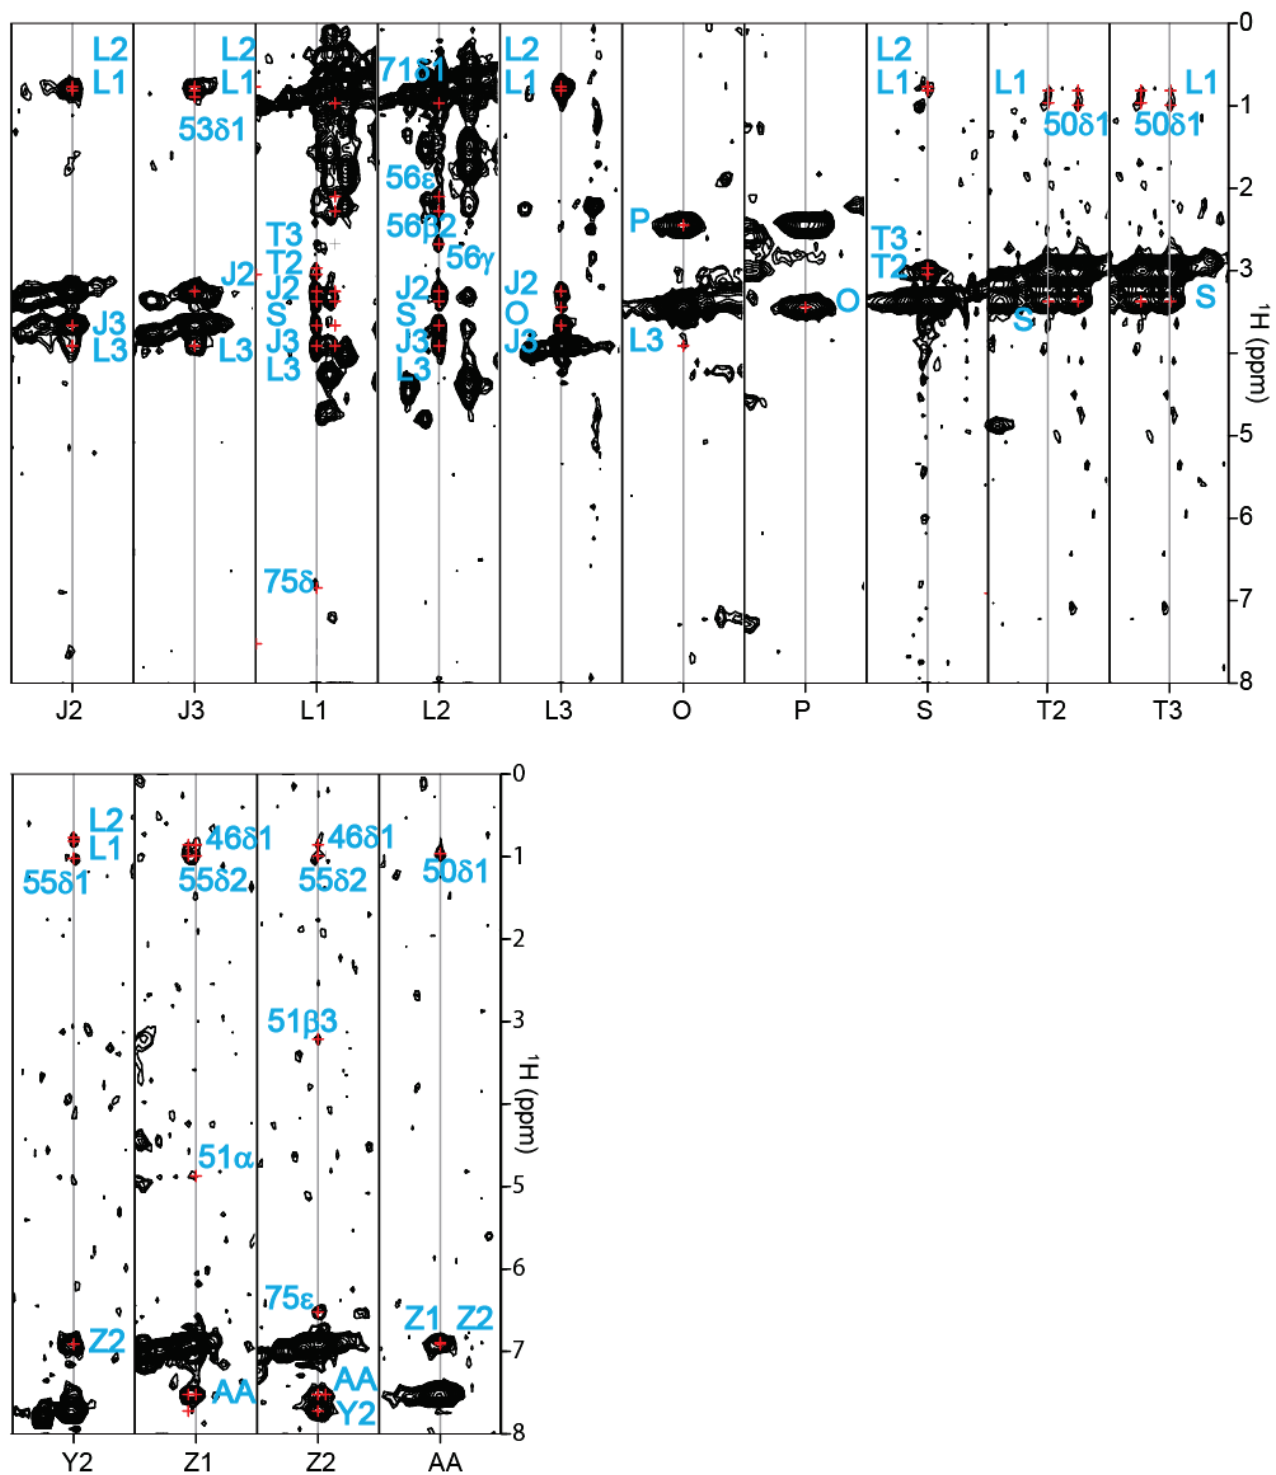 L2 L2 L2 L2
L1 L1 71δ1 L1 L1 L1 L1
53δ1 50δ1 50δ1
56ε
P 56β2
T3 56γ T3
T2 J2 J2 J2 T2
J2 S O O S S
S J3 J3 J3
J3 L3 L3 L3 L3
L3
75δ
0
1
2
3
4
5
6
7
8
¹H (ppm)
J2 J3 L1 L2 L3 O P S T2 T3
L2 46δ1 46δ1
L1
55δ1 55δ2 55δ2 50δ1
51β3
51α
75ε
Z2 Z1 Z2
AA AA
Y2
0
1
2
3
4
5
6
7
8
¹H (ppm)
Y2 Z1 Z2 AA